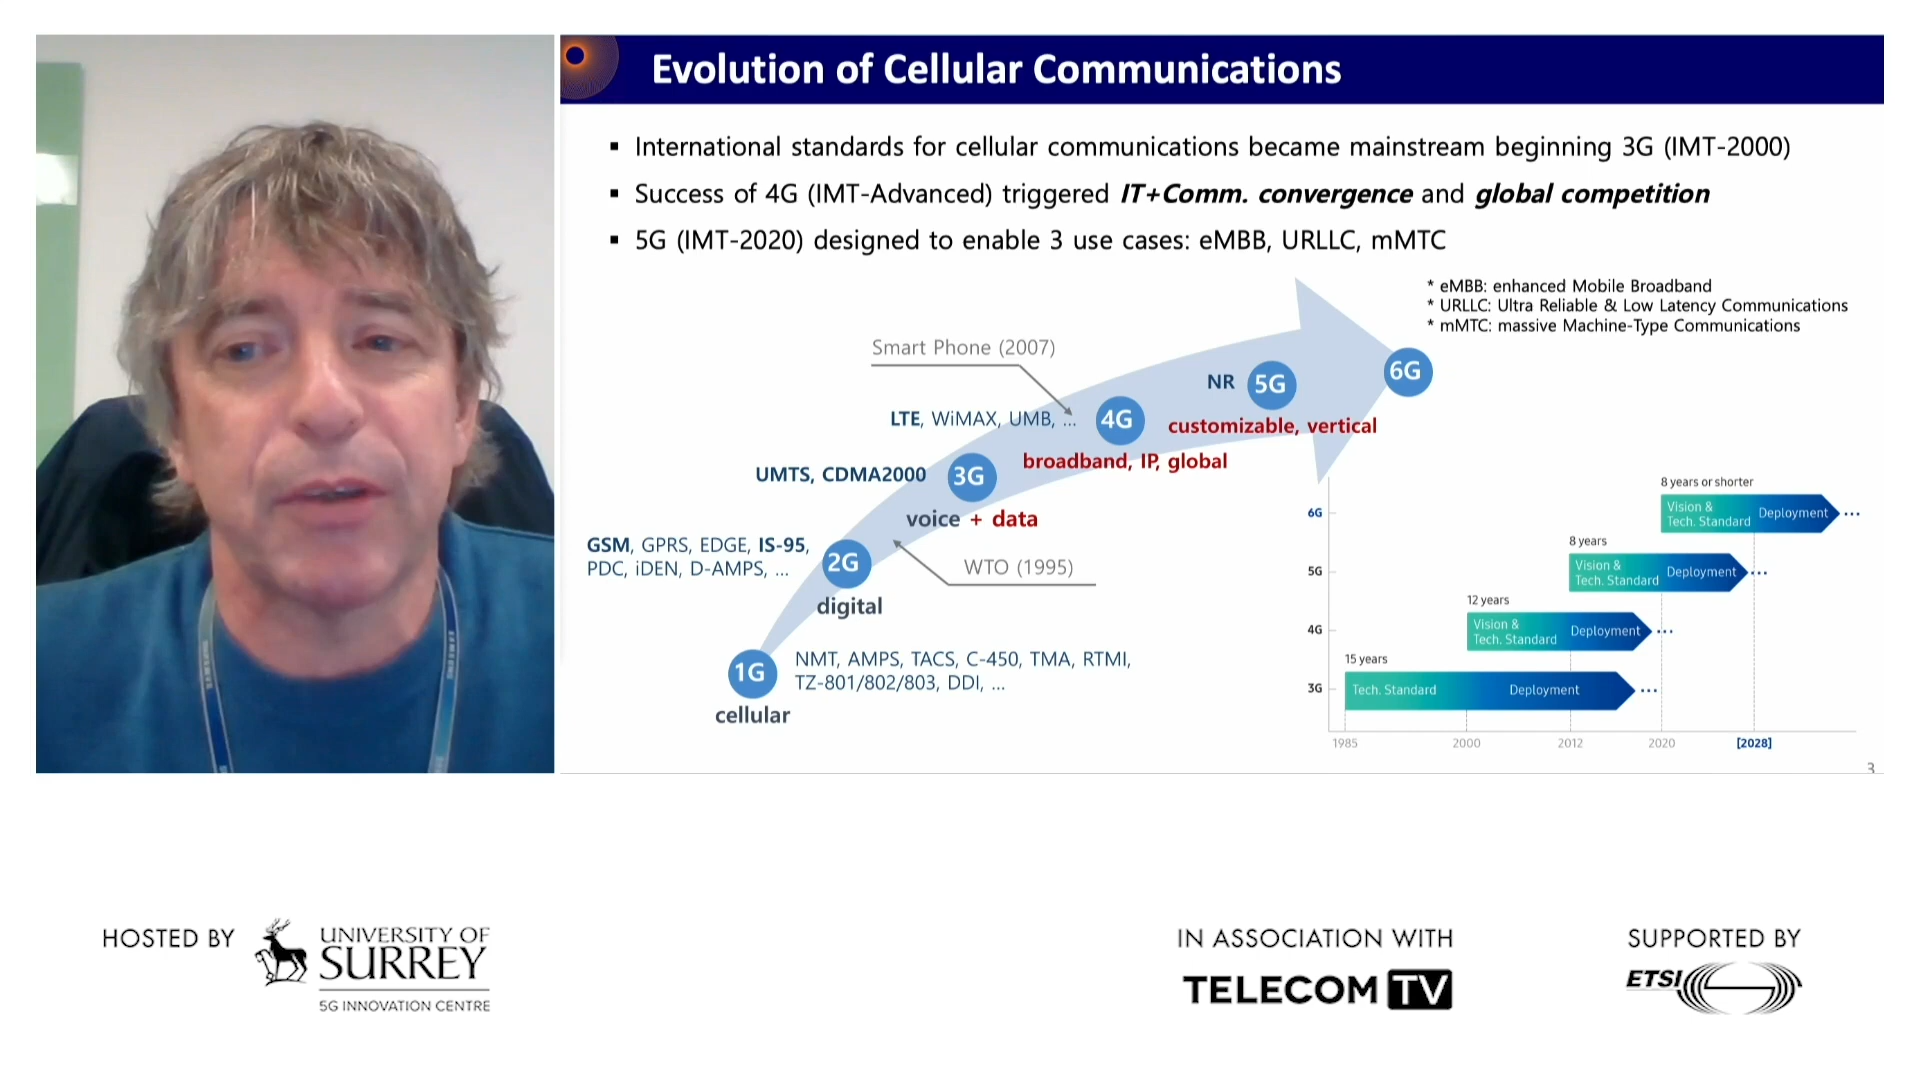 Evolution of Cellular Communications
▪ International standards for cellular communications became mainstream beginning 3G (IMT-2000)
▪ Success of 4G (IMT-Advanced) triggered IT+Comm. convergence and global competition
▪ 5G (IMT-2020) designed to enable 3 use cases: eMBB, URLLC, mMTC
* eMBB: enhanced Mobile Broadband
* URLLC: Ultra Reliable & Low Latency Communications
* mMTC: massive Machine-Type Communications
Smart Phone (2007)
6G
NR 5G
customizable, vertical
LTE, WiMAX, UMB, ... 4G
broadband, IP, global
UMTS, CDMA2000 3G
voice + data
GSM, GPRS, EDGE, IS-95,
PDC, iDEN, D-AMPS, ...
2G
digital
WTO (1995)
1G
cellular
NMT, AMPS, TACS, C-450, TMA, RTMI,
TZ-801/802/803, DDI, ...
8 years or shorter
6G Vision &
Tech. Standard Deployment ...
8 years
5G Vision &
Tech. Standard Deployment ...
12 years
4G Vision &
Tech. Standard Deployment ...
15 years
3G Tech. Standard Deployment ...
1985 2000 2012 2020 [2028]
3
HOSTED BY
UNIVERSITY OF
SURREY
5G INNOVATION CENTRE
IN ASSOCIATION WITH
TELECOM TV
SUPPORTED BY
ETSI